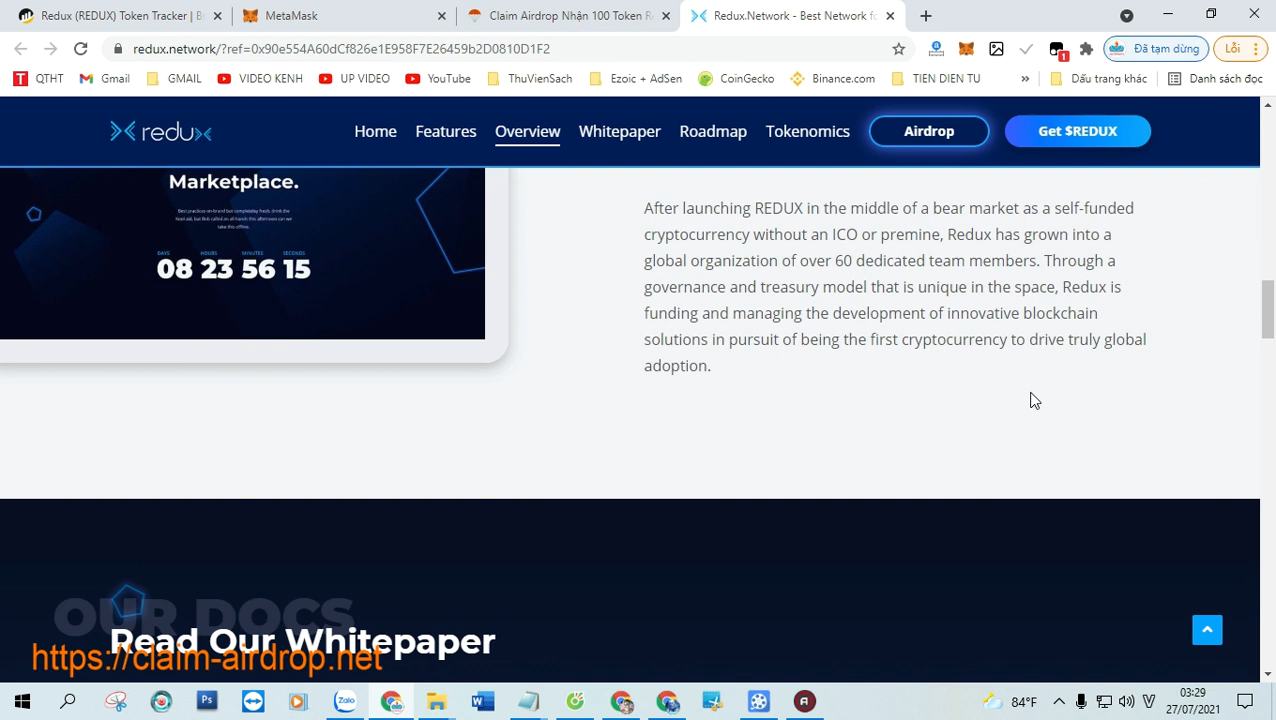 Redux (REDUX) Token Tracker | B
MetaMask
Claim Airdrop Nhận 100 Token R
Redux.Network - Best Network fo
redux.network/?ref=0x90e554A60dCf826e1E958F7E26459b2D0810D1F2
1
Đã tạm dừng
Lỗi
QTHT
Gmail
GMAIL
VIDEO KENH
UP VIDEO
YouTube
ThuVienSach
Ezoic + AdSen
CoinGecko
Binance.com
TIEN DIEN TU
»
Dấu trang khác
Danh sách đọc
redux
Home
Features
Overview
Whitepaper
Roadmap
Tokenomics
Airdrop
Get $REDUX
Marketplace.
Best practices on-brand but completely fresh, drink the
Kool-aid, but Bob called an all-hands this afternoon can we
take this offline.
DAYS HOURS MINUTES SECONDS
08 23 56 15
After launching REDUX in the middle of a bear market as a self-funded
cryptocurrency without an ICO or premine, Redux has grown into a
global organization of over 60 dedicated team members. Through a
governance and treasury model that is unique in the space, Redux is
funding and managing the development of innovative blockchain
solutions in pursuit of being the first cryptocurrency to drive truly global
adoption.
OUR DOCS
Read Our Whitepaper
https://claim-airdrop.net
Zalo
84°F
03:29
27/07/2021